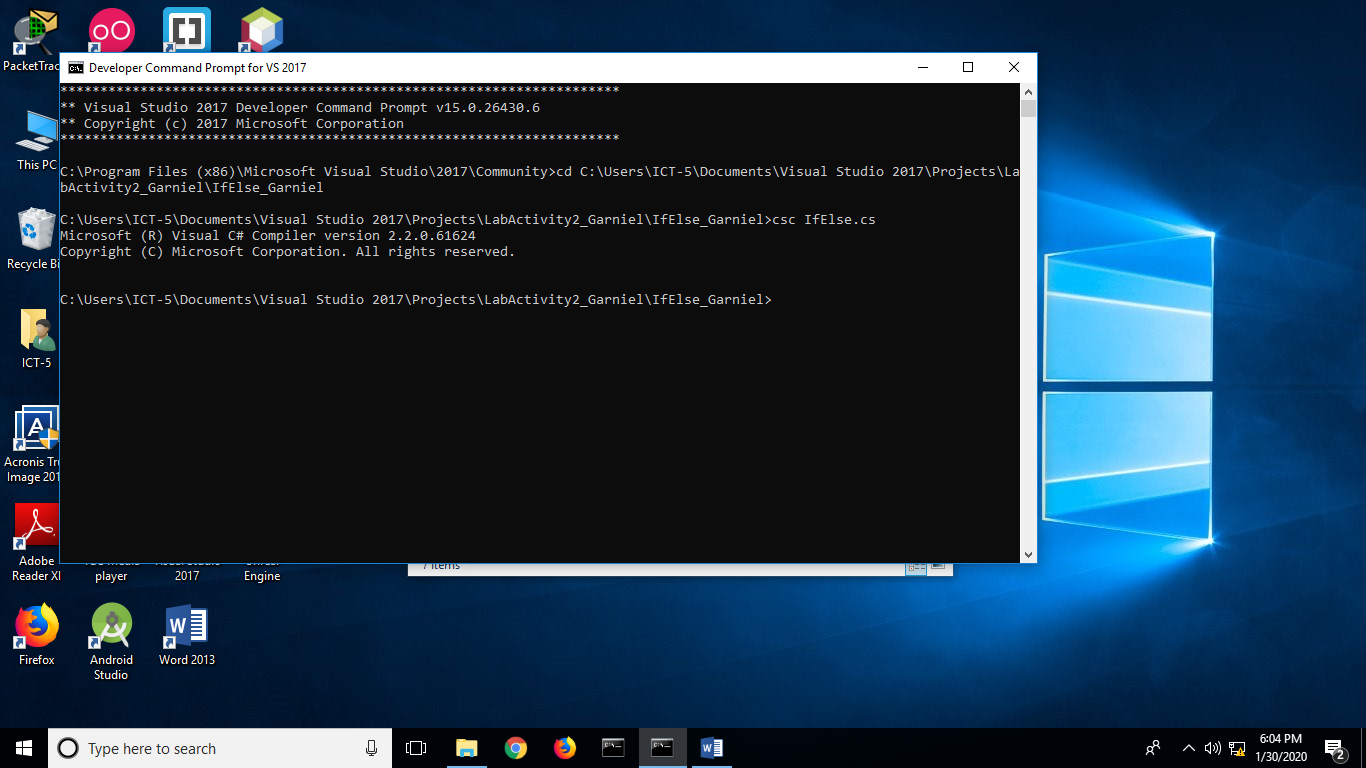 PacketTrac
Developer Command Prompt for VS 2017
**********************************************************************
** Visual Studio 2017 Developer Command Prompt v15.0.26430.6
** Copyright (c) 2017 Microsoft Corporation
**********************************************************************
C:\Program Files (x86)\Microsoft Visual Studio\2017\Community>cd C:\Users\ICT-5\Documents\Visual Studio 2017\Projects\La
bActivity2_Garniel\IfElse_Garniel
C:\Users\ICT-5\Documents\Visual Studio 2017\Projects\LabActivity2_Garniel\IfElse_Garniel>csc IfElse.cs
Microsoft (R) Visual C# Compiler version 2.2.0.61624
Copyright (C) Microsoft Corporation. All rights reserved.
C:\Users\ICT-5\Documents\Visual Studio 2017\Projects\LabActivity2_Garniel\IfElse_Garniel>
This PC
Recycle Bi
ICT-5
Acronis Tru
Image 201
Adobe
Reader XI
player
2017
Engine
7 items
Firefox
Android
Studio
Word 2013
Type here to search
6:04 PM
1/30/2020
2